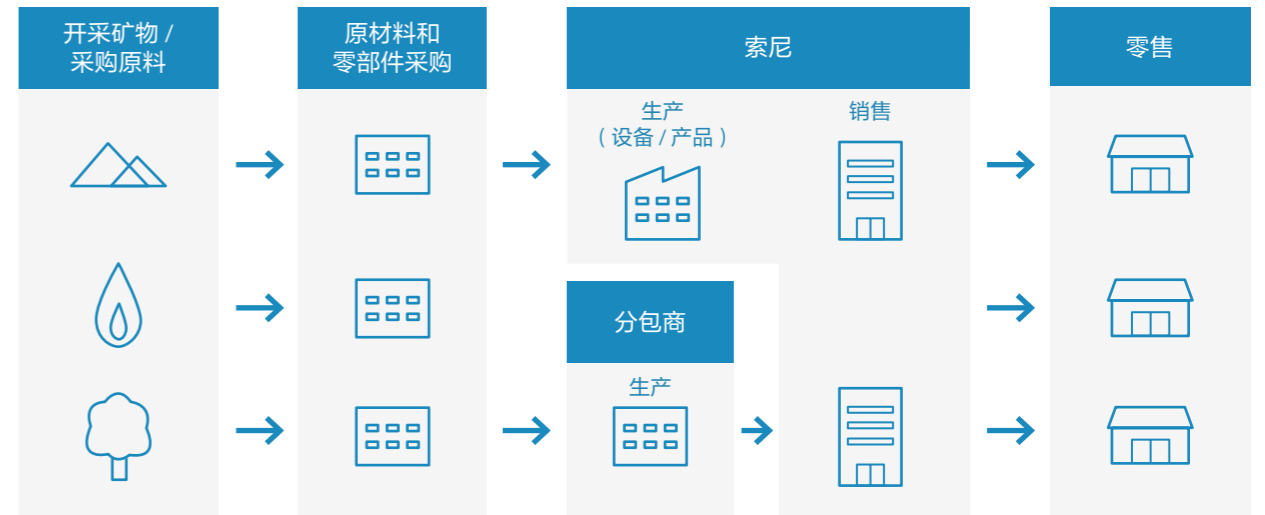 开采矿物 /
采购原料
原材料和
零部件采购
索尼
零售
生产
（ 设备 / 产品 ）
销售
分包商
生产